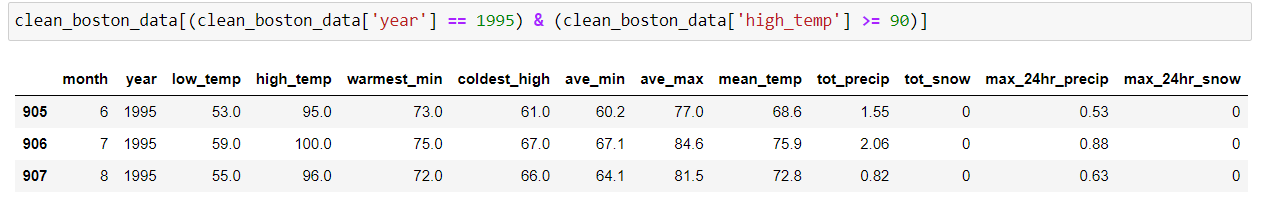 clean_boston_data[(clean_boston_data['year'] == 1995) & (clean_boston_data['high_temp'] >= 90)]
month year low_temp high_temp warmest_min coldest_high ave_min ave_max mean_temp tot_precip tot_snow max_24hr_precip max_24hr_snow
905 6 1995 53.0 95.0 73.0 61.0 60.2 77.0 68.6 1.55 0 0.53 0
906 7 1995 59.0 100.0 75.0 67.0 67.1 84.6 75.9 2.06 0 0.88 0
907 8 1995 55.0 96.0 72.0 66.0 64.1 81.5 72.8 0.82 0 0.63 0